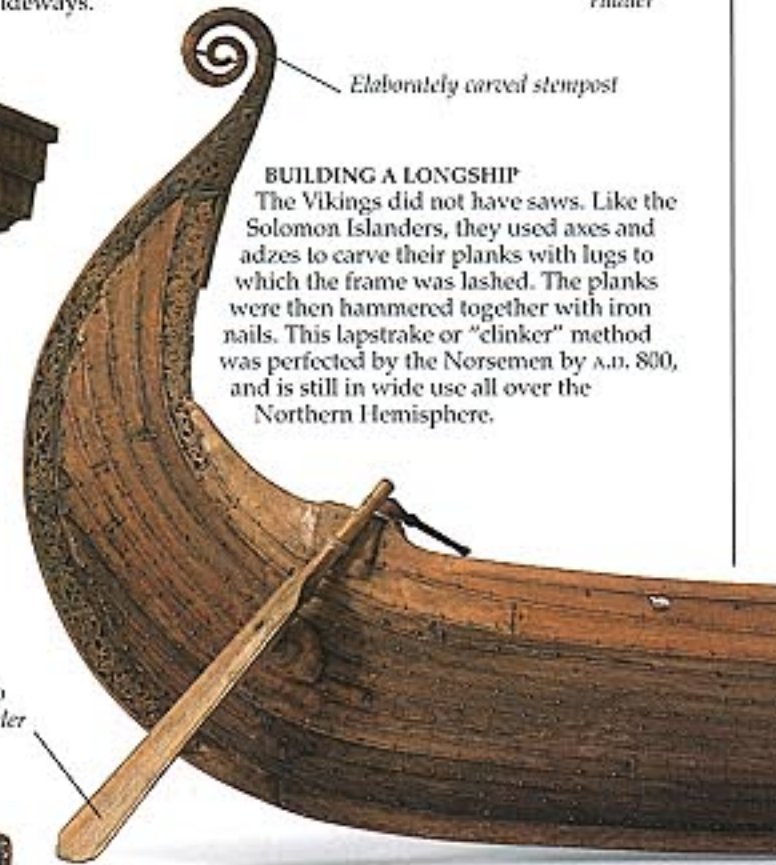 Elaborately carved stempost
BUILDING A LONGSHIP
The Vikings did not have saws. Like the
Solomon Islanders, they used axes and
adzes to carve their planks with lugs to
which the frame was lashed. The planks
were then hammered together with iron
nails. This lapstrake or “clinker” method
was perfected by the Norsemen by A.D. 800,
and is still in wide use all over the
Northern Hemisphere.